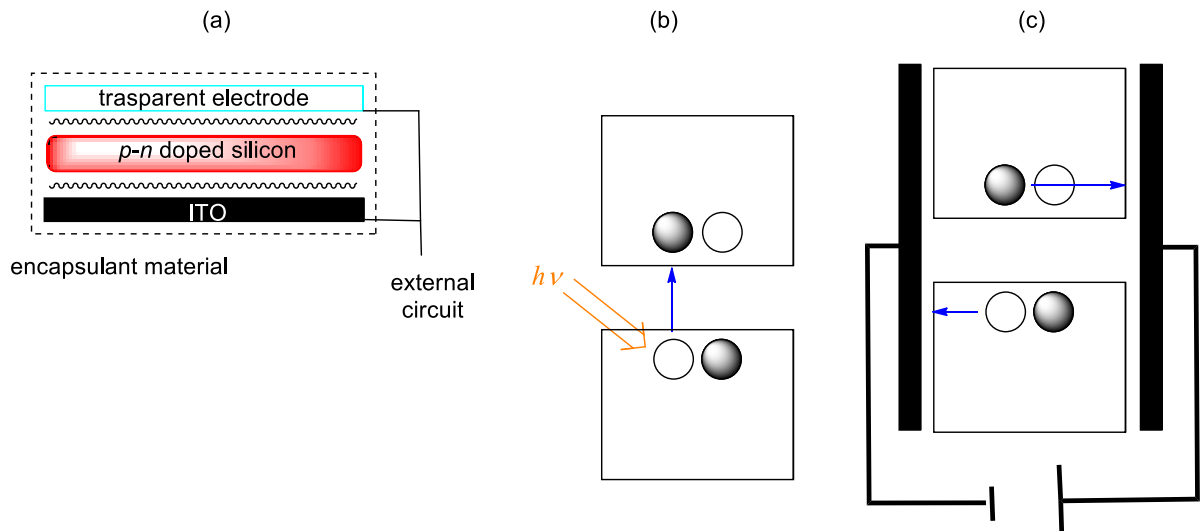 (a)
trasparent electrode
p-n doped silicon
ITO
encapsulant material
external
circuit
(b)
hν
(c)